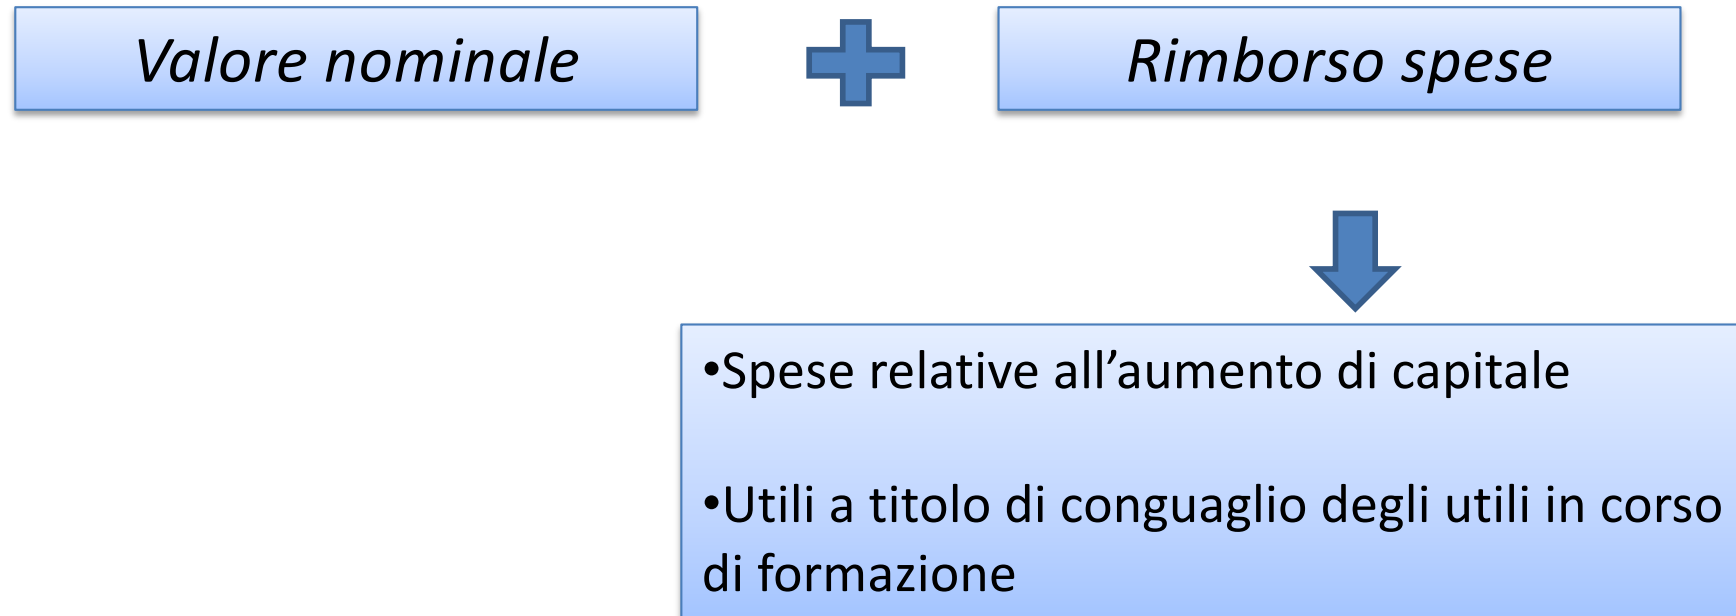 Valore nominale
Rimborso spese
•Spese relative all’aumento di capitale
•Utili a titolo di conguaglio degli utili in corso
di formazione